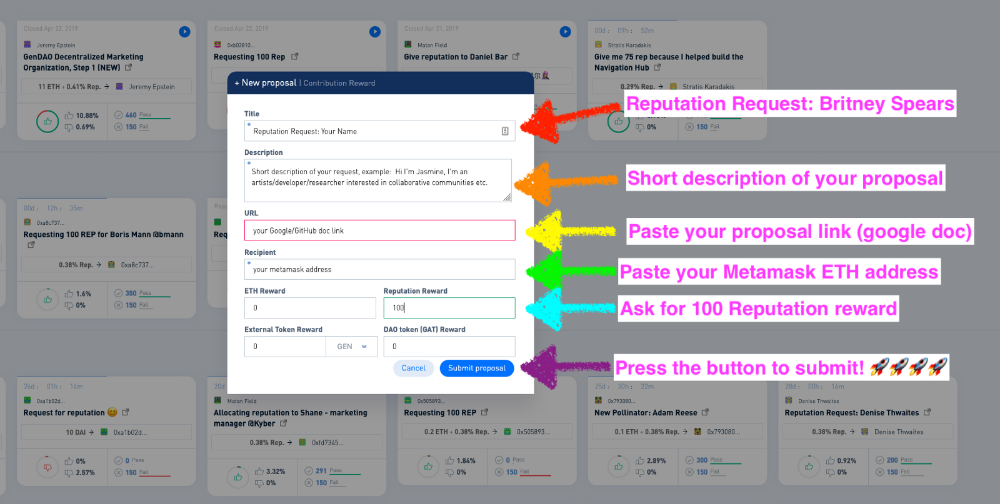 Closed Apr 22, 2019
Jeremy Epstein
GenDAO Decentralized Marketing
Organization, Step 1 (NEW)
11 ETH + 0.41% Rep. → Jeremy Epstein
10.88%
0.69%
460 Pass
150 Fail
Closed Apr 22, 2019
0xb03810...
Requesting 100 Rep
Closed Apr 21, 2019
Matan Field
Give reputation to Daniel Bar
00d : 09h : 52m
Stratis Karadakis
Give me 75 rep because I helped build the
Navigation Hub
0.29% Rep. → Stratis Karadakis
0%
150 Fail
+ New proposal | Contribution Reward
Title
* Reputation Request: Your Name
Description
* Short description of your request, example: Hi I'm Jasmine, I'm an
artists/developer/researcher interested in collaborative communities etc.
URL
your Google/GitHub doc link
Recipient
* your metamask address
ETH Reward
0
Reputation Reward
100
External Token Reward
0
GEN
DAO token (GAT) Reward
0
Cancel
Submit proposal
Reputation Request: Britney Spears
Short description of your proposal
Paste your proposal link (google doc)
Paste your Metamask ETH address
Ask for 100 Reputation reward
Press the button to submit! 🚀🚀🚀🚀
00d : 12h : 35m
0xa8c737...
Requesting 100 REP for Boris Mann @bmann
0.38% Rep. → 0xa8c737...
1.6%
0%
350 Pass
150 Fail
Req
26d : 01h : 14m
0xa1b02d...
Request for reputation 😊
10 DAI → 0xa1b02d...
0%
2.57%
0 Pass
150 Fail
20d
Matan Field
Allocating reputation to Shane - marketing
manager @Kyber
0.38% Rep. → 0xfd7345...
3.32%
0%
291 Pass
150 Fail
0x505893...
Requesting 100 REP
0.2 ETH + 0.38% Rep. → 0x505893...
1.84%
0%
0 Pass
150 Fail
25d : 20h : 22m
0x793080...
New Pollinator: Adam Reese
0.1 ETH + 0.38% Rep. → 0x793080...
2.89%
0%
300 Pass
150 Fail
28d : 00h : 16m
Denise Thwaites
Reputation Request: Denise Thwaites
0.38% Rep. → Denise Thwaites
0.92%
0%
200 Pass
150 Fail